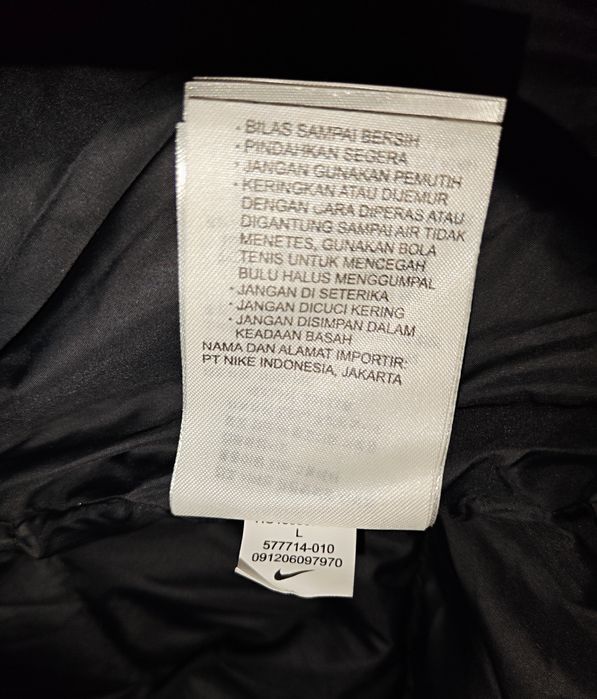 • BILAS SAMPAI BERSIH
• PINDAHKAN SEGERA
• JANGAN GUNAKAN PEMUTIH
• KERINGKAN ATAU DIJEMUR
DENGAN CARA DIPERAS ATAU
DIGANTUNG SAMPAI AIR TIDAK
MENETES, GUNAKAN BOLA
TENIS UNTUK MENCEGAH
BULU HALUS MENGGUMPAL
• JANGAN DI SETERIKA
• JANGAN DICUCI KERING
• JANGAN DISIMPAN DALAM
KEADAAN BASAH
NAMA DAN ALAMAT IMPORTIR:
PT NIKE INDONESIA, JAKARTA
L
577714-010
091206097970